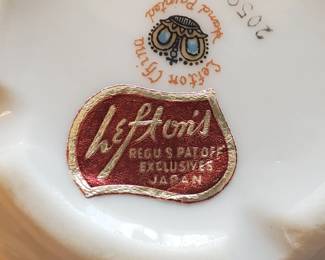 Lefton China
Hand Painted
2050
Lefton's
REG U S. PAT OFF
EXCLUSIVES
JAPAN